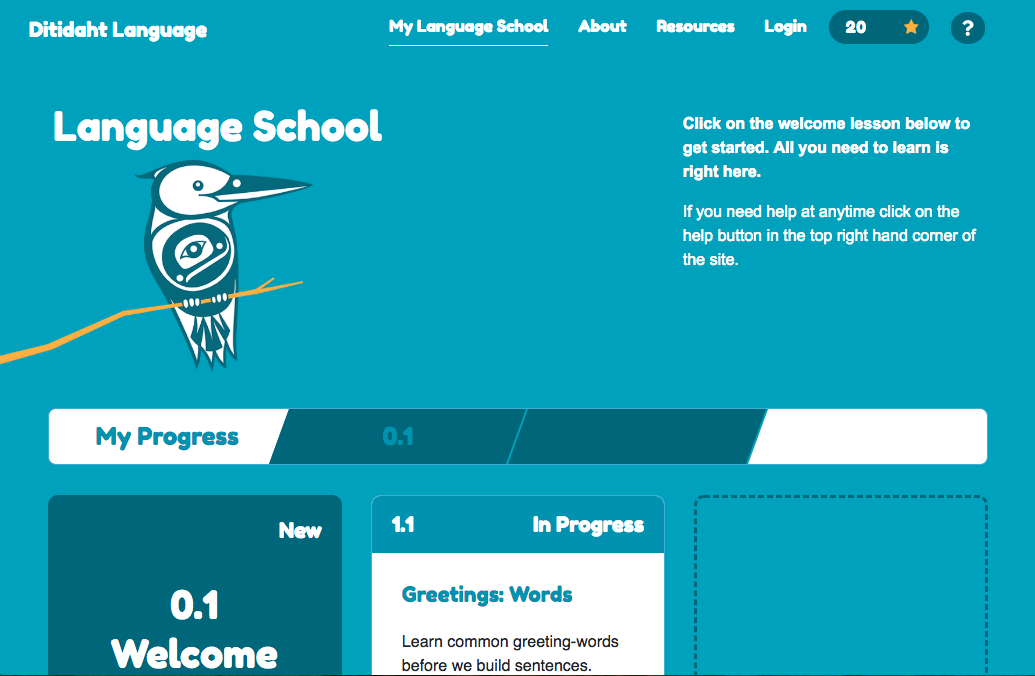 Ditidaht Language
My Language School
About
Resources
Login
20
?
Language School
Click on the welcome lesson below to
get started. All you need to learn is
right here.
If you need help at anytime click on the
help button in the top right hand corner of
the site.
My Progress
0.1
New
0.1
Welcome
1.1
In Progress
Greetings: Words
Learn common greeting-words
before we build sentences.